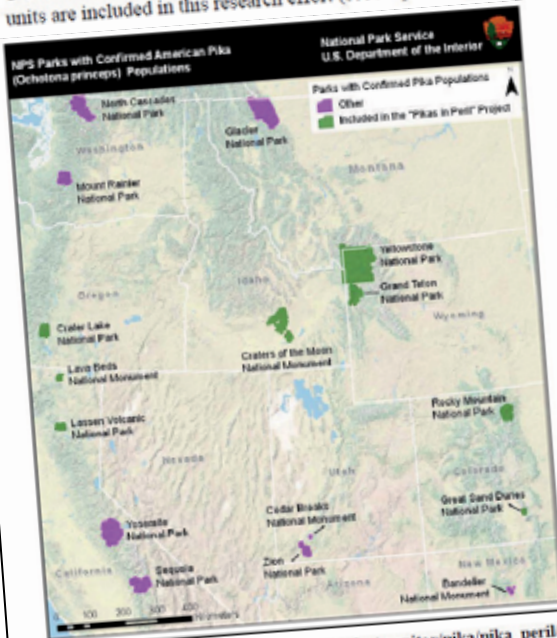 units are included in this research effort
NPS Parks with Confirmed American Pika
(Ochotona princeps) Populations
National Park Service
U.S. Department of the Interior
Parks with Confirmed Pika Populations
Other
Included in the "Pikas in Peril" Project
North Cascades
National Park
Glacier
National Park
Washington
Montana
Mount Rainier
National Park
Yellowstone
National Park
Grand Teton
National Park
Idaho
Oregon
Wyoming
Crater Lake
National Park
Craters of the Moon
National Monument
Lava Beds
National Monument
Rocky Mountain
National Park
Lassen Volcanic
National Park
Nevada
Utah
Colorado
Great Sand Dunes
National Park
Cedar Breaks
National Monument
Yosemite
National Park
Zion
National Park
Sequoia
National Park
California
Arizona
New Mexico
Bandelier
National Monument
100 200 300 400
Kilometers